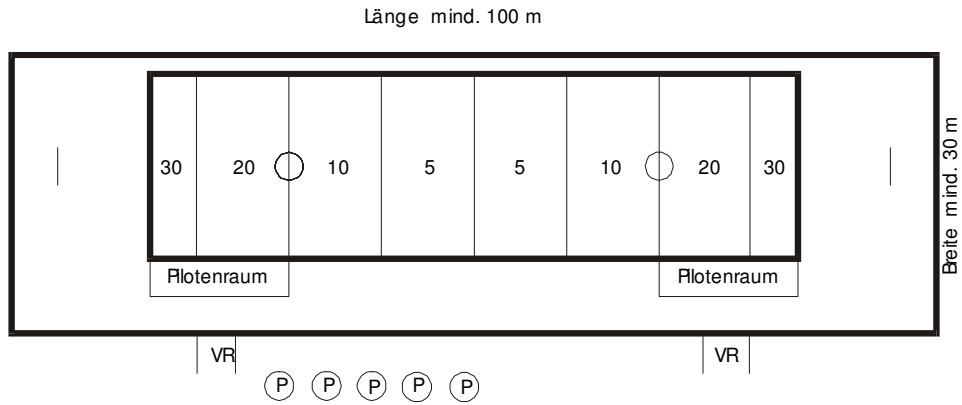 Länge mind. 100 m
30 20 10 5 5 10 20 30
Breite mind. 30 m
Pilotenraum Pilotenraum
VR VR
P P P P P